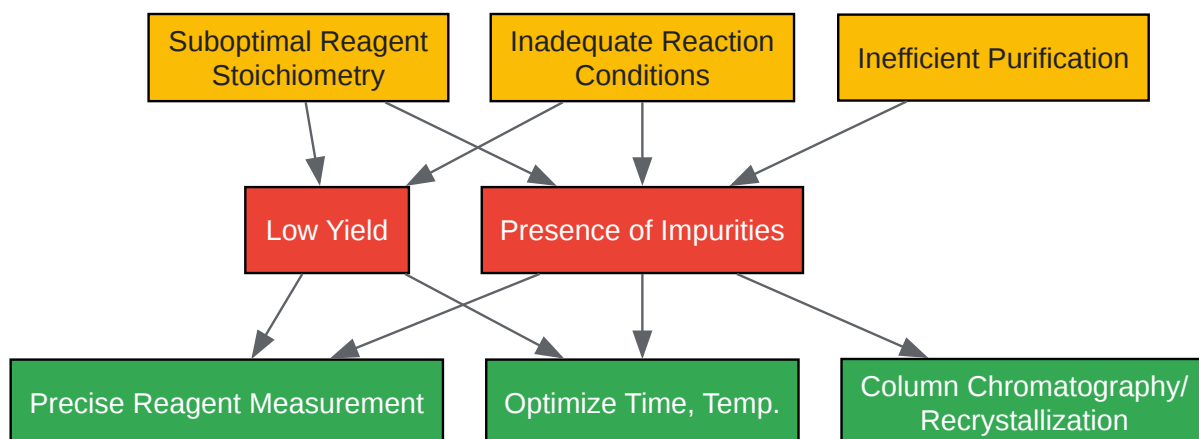 Suboptimal Reagent
Stoichiometry
Inadequate Reaction
Conditions
Inefficient Purification
Low Yield
Presence of Impurities
Precise Reagent Measurement
Optimize Time, Temp.
Column Chromatography/
Recrystallization